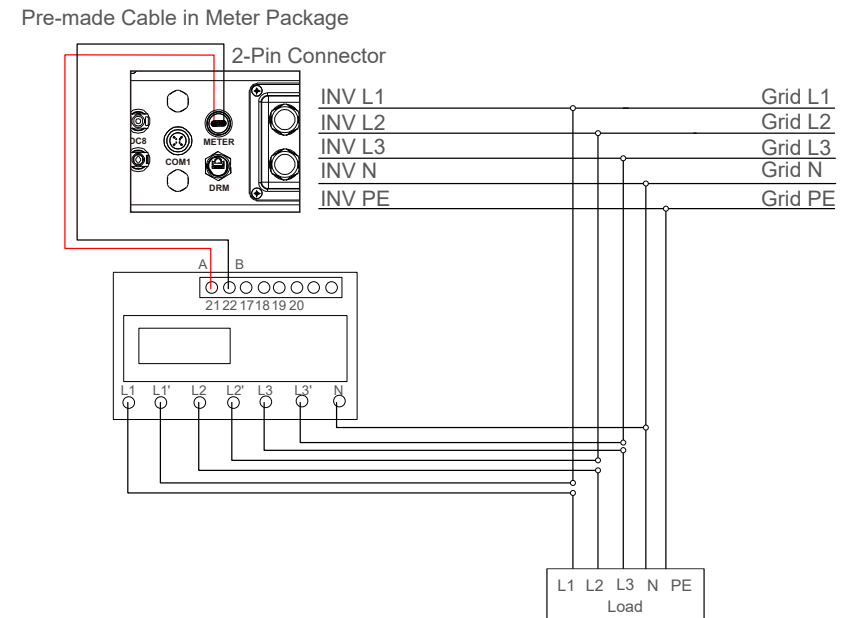 Pre-made Cable in Meter Package
2-Pin Connector
INV L1 Grid L1
INV L2 Grid L2
INV L3 Grid L3
INV N Grid N
INV PE Grid PE
DC8
METER
COM1
DRM
A B
21 22 17 18 19 20
L1 L1' L2 L2' L3 L3' N
L1 L2 L3 N PE
Load